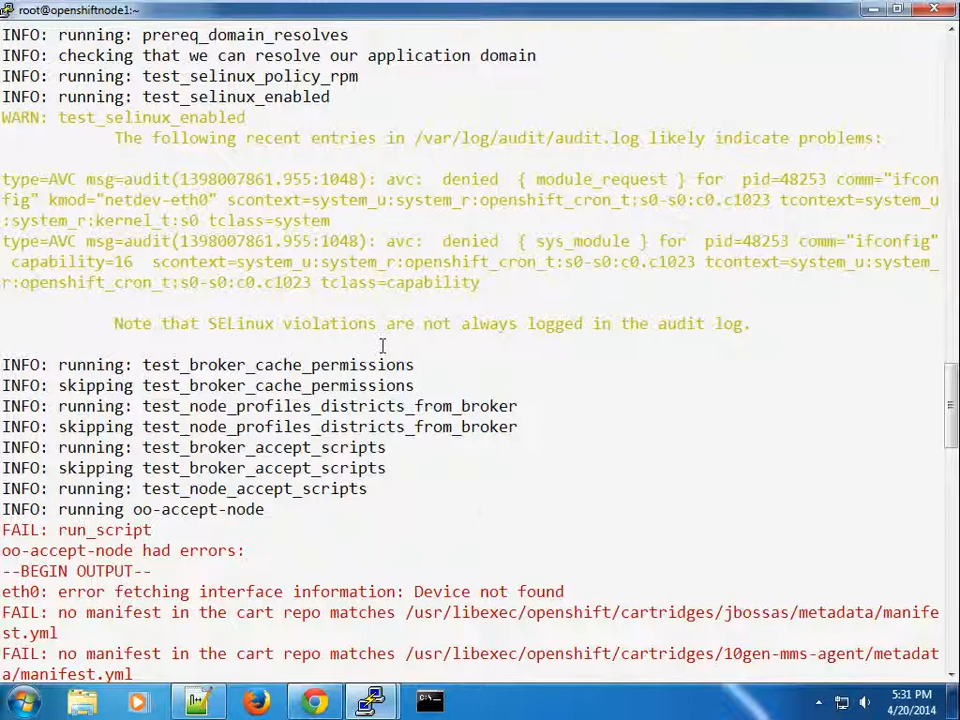 root@openshiftnode1:~
INFO: running: prereq_domain_resolves
INFO: checking that we can resolve our application domain
INFO: running: test_selinux_policy_rpm
INFO: running: test_selinux_enabled
WARN: test_selinux_enabled
The following recent entries in /var/log/audit/audit.log likely indicate problems:
type=AVC msg=audit(1398007861.955:1048): avc:  denied  { module_request } for  pid=48253 comm="ifcon
fig" kmod="netdev-eth0" scontext=system_u:system_r:openshift_cron_t:s0-s0:c0.c1023 tcontext=system_u
:system_r:kernel_t:s0 tclass=system
type=AVC msg=audit(1398007861.955:1048): avc:  denied  { sys_module } for  pid=48253 comm="ifconfig"
capability=16  scontext=system_u:system_r:openshift_cron_t:s0-s0:c0.c1023 tcontext=system_u:system_
r:openshift_cron_t:s0-s0:c0.c1023 tclass=capability
Note that SELinux violations are not always logged in the audit log.
INFO: running: test_broker_cache_permissions
INFO: skipping test_broker_cache_permissions
INFO: running: test_node_profiles_districts_from_broker
INFO: skipping test_node_profiles_districts_from_broker
INFO: running: test_broker_accept_scripts
INFO: skipping test_broker_accept_scripts
INFO: running: test_node_accept_scripts
INFO: running oo-accept-node
FAIL: run_script
oo-accept-node had errors:
--BEGIN OUTPUT--
eth0: error fetching interface information: Device not found
FAIL: no manifest in the cart repo matches /usr/libexec/openshift/cartridges/jbossas/metadata/manife
st.yml
FAIL: no manifest in the cart repo matches /usr/libexec/openshift/cartridges/10gen-mms-agent/metadat
a/manifest.yml
5:31 PM
4/20/2014